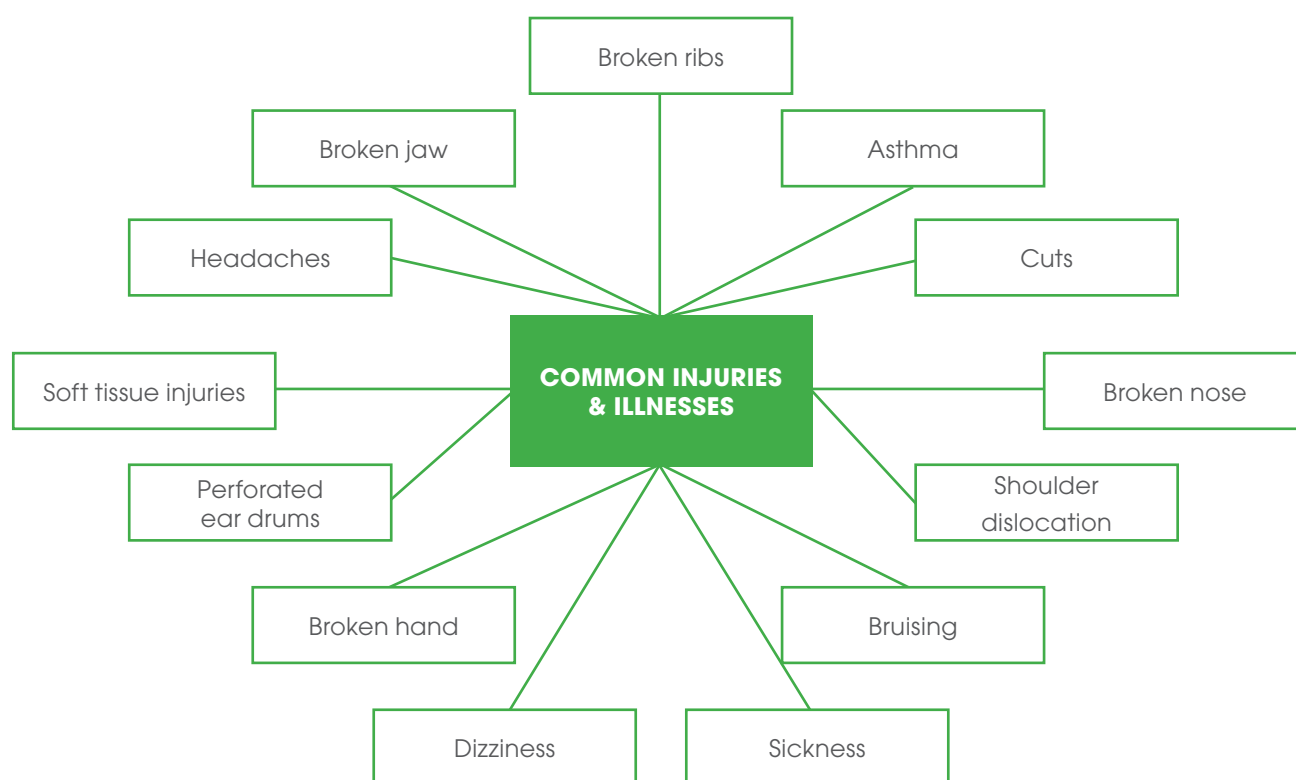 Broken ribs
Broken jaw
Asthma
Headaches
Cuts
COMMON INJURIES
& ILLNESSES
Soft tissue injuries
Broken nose
Perforated
ear drums
Shoulder
dislocation
Broken hand
Bruising
Dizziness
Sickness